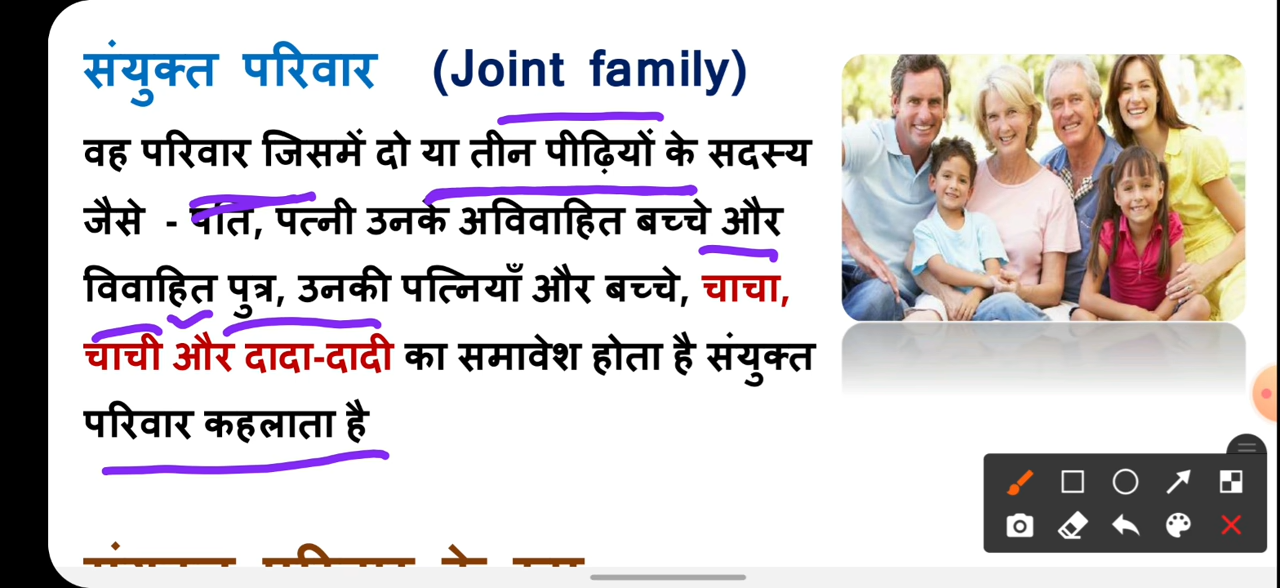 संयुक्त परिवार (Joint family)
वह परिवार जिसमें दो या तीन पीढ़ियों के सदस्य
जैसे - पति, पत्नी उनके अविवाहित बच्चे और
विवाहित पुत्र, उनकी पत्नियाँ और बच्चे, चाचा,
चाची और दादा-दादी का समावेश होता है संयुक्त
परिवार कहलाता है